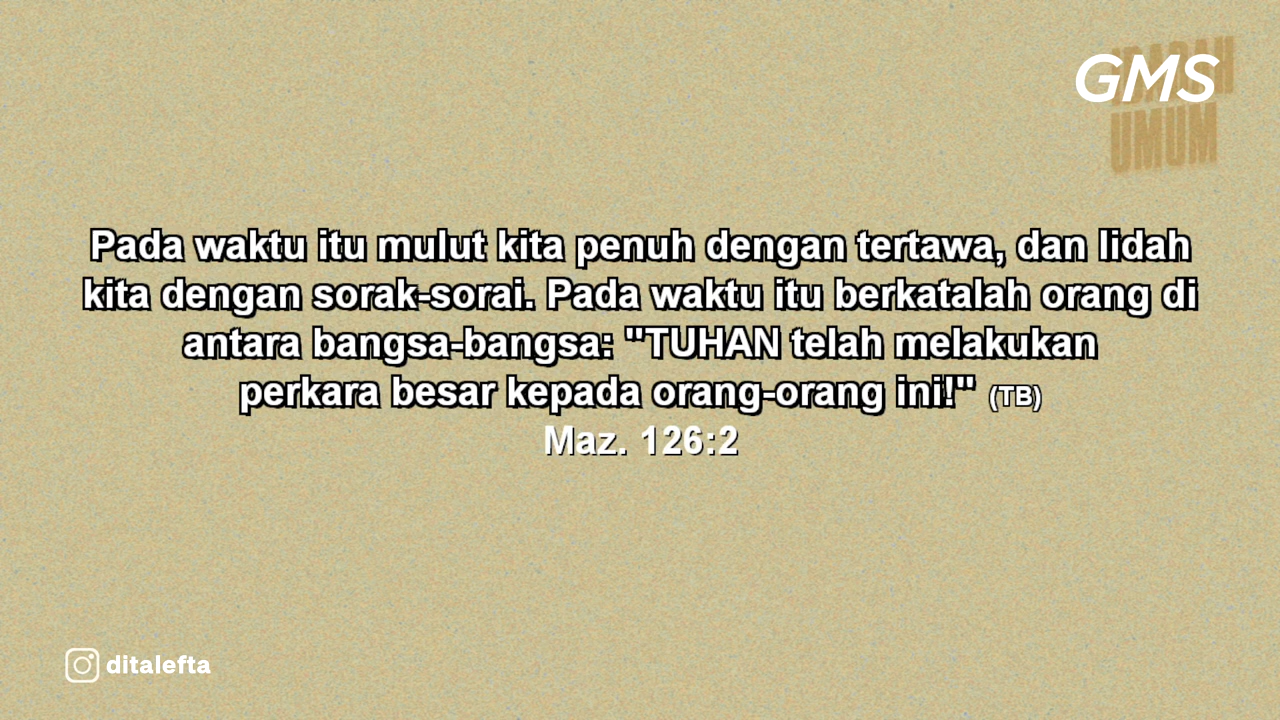 GMS
IBADAH
UMUM
Pada waktu itu mulut kita penuh dengan tertawa, dan lidah
kita dengan sorak-sorai. Pada waktu itu berkatalah orang di
antara bangsa-bangsa: "TUHAN telah melakukan
perkara besar kepada orang-orang ini!" (TB)
Maz. 126:2
ditalefta